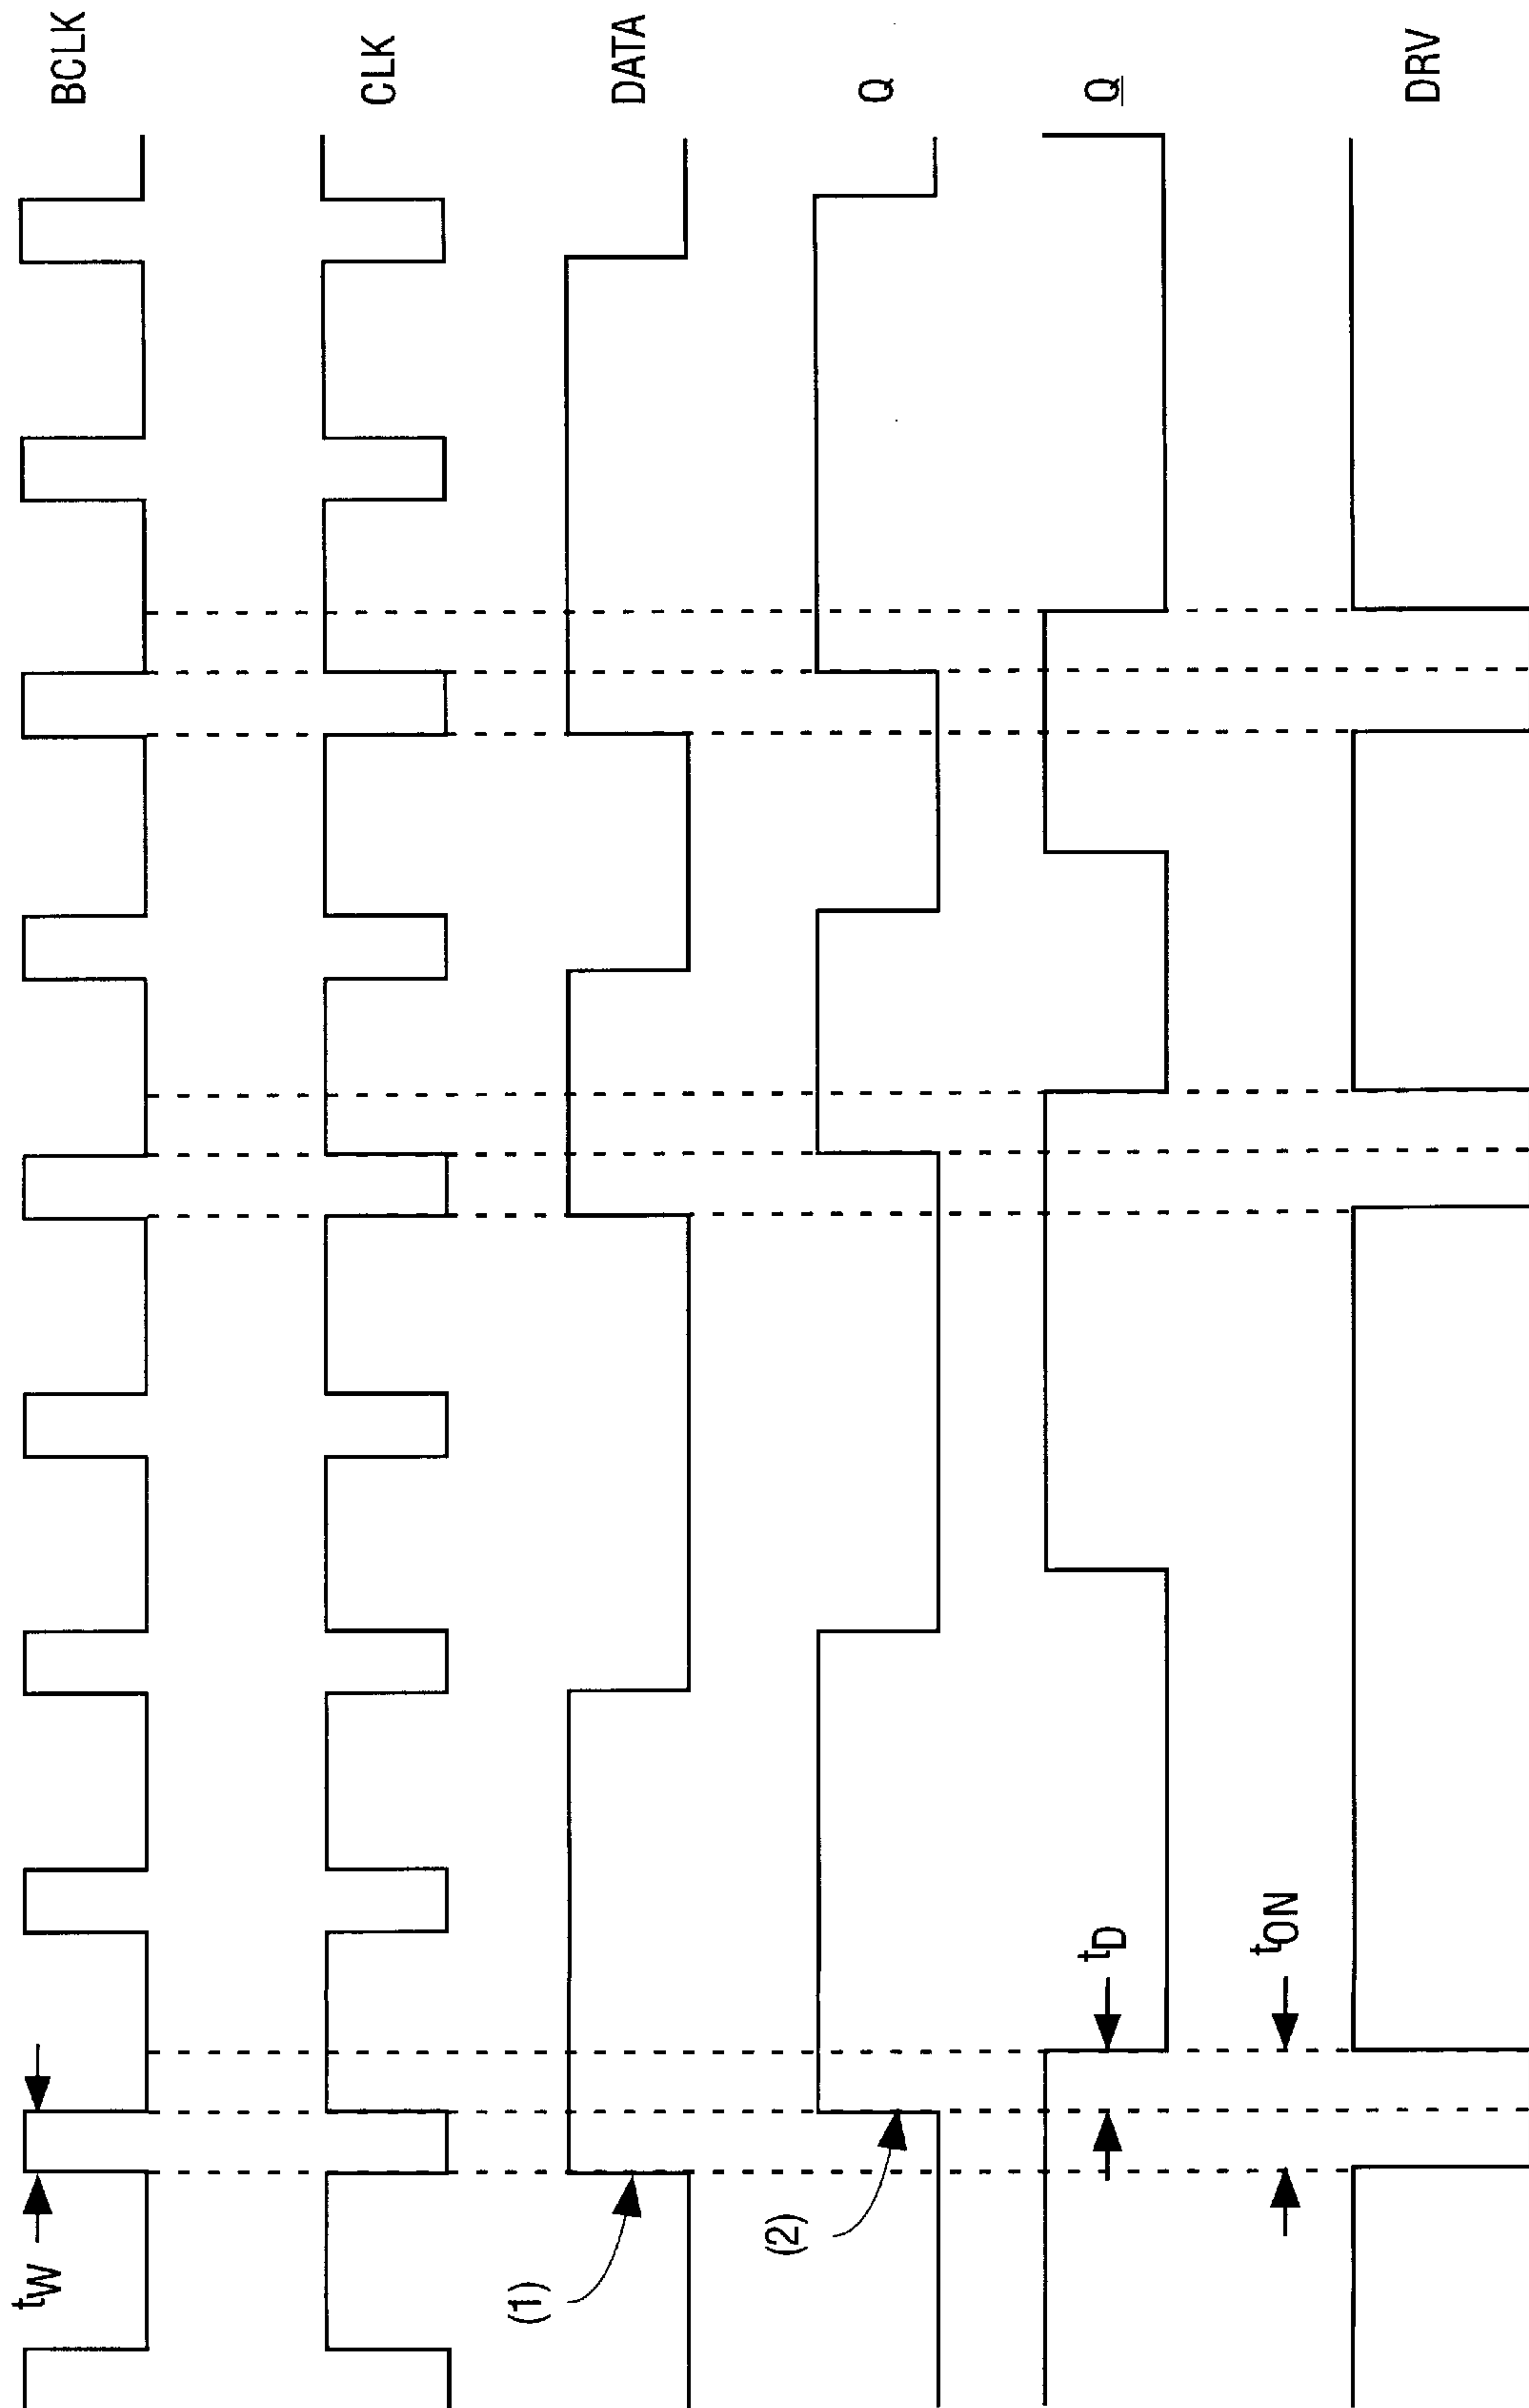 BCLK
CLK
DATA
Q
Q
DRV
tW
(1)
(2)
tD
tON